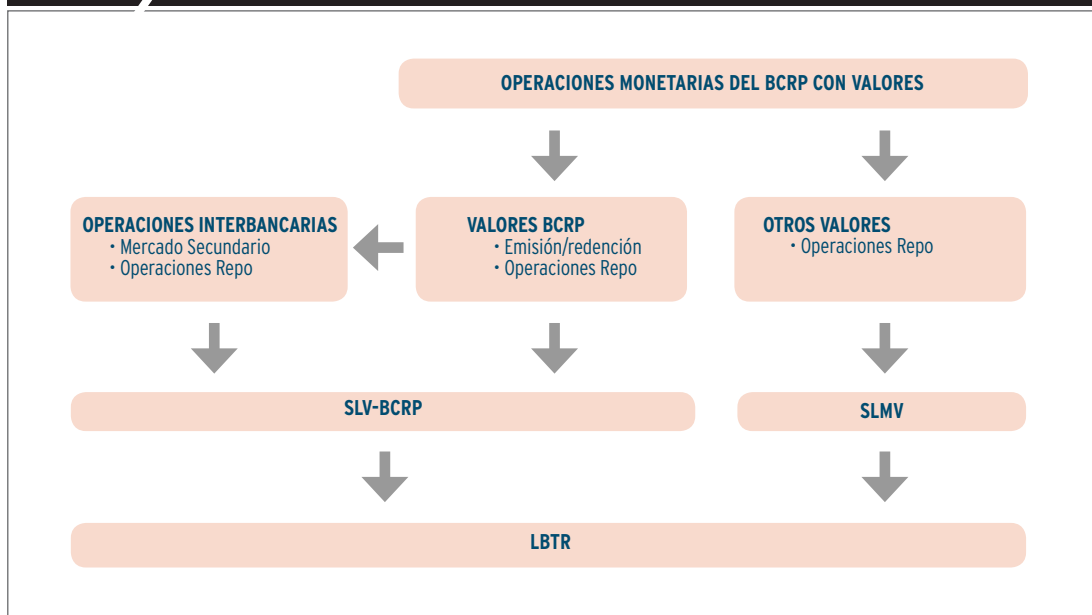 OPERACIONES MONETARIAS DEL BCRP CON VALORES
OPERACIONES INTERBANCARIAS
• Mercado Secundario
• Operaciones Repo
VALORES BCRP
• Emisión/redención
• Operaciones Repo
OTROS VALORES
• Operaciones Repo
SLV-BCRP
SLMV
LBTR